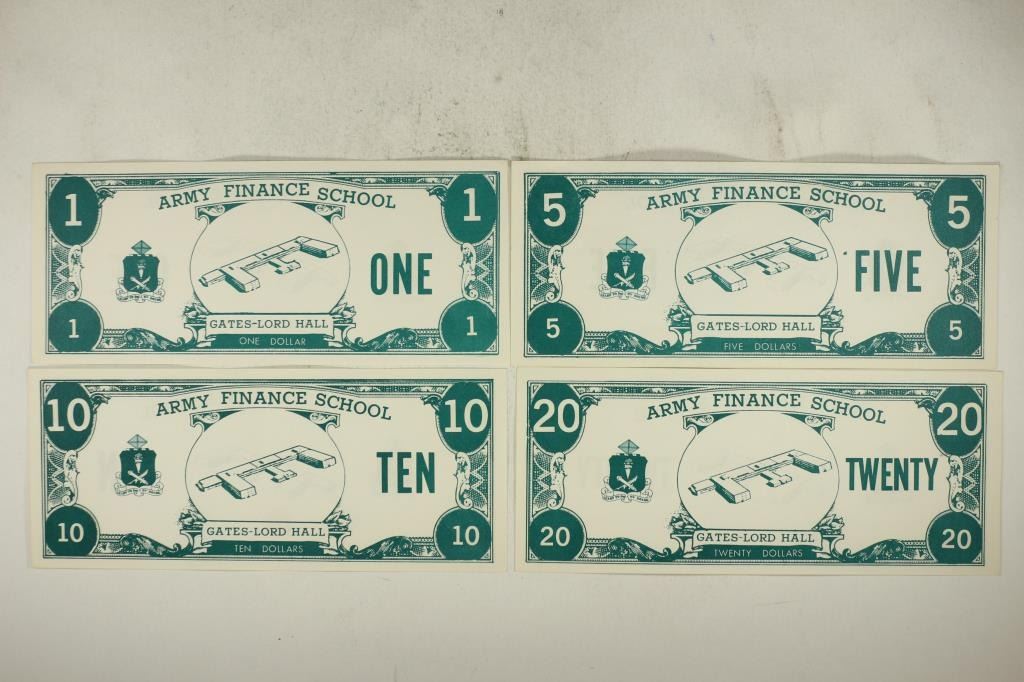 ARMY FINANCE SCHOOL
1 1
ONE
1 1
GATES-LORD HALL
ONE DOLLAR
ARMY FINANCE SCHOOL
5 5
FIVE
5 5
GATES-LORD HALL
FIVE DOLLARS
ARMY FINANCE SCHOOL
10 10
TEN
10 10
GATES-LORD HALL
TEN DOLLARS
ARMY FINANCE SCHOOL
20 20
TWENTY
20 20
GATES-LORD HALL
TWENTY DOLLARS